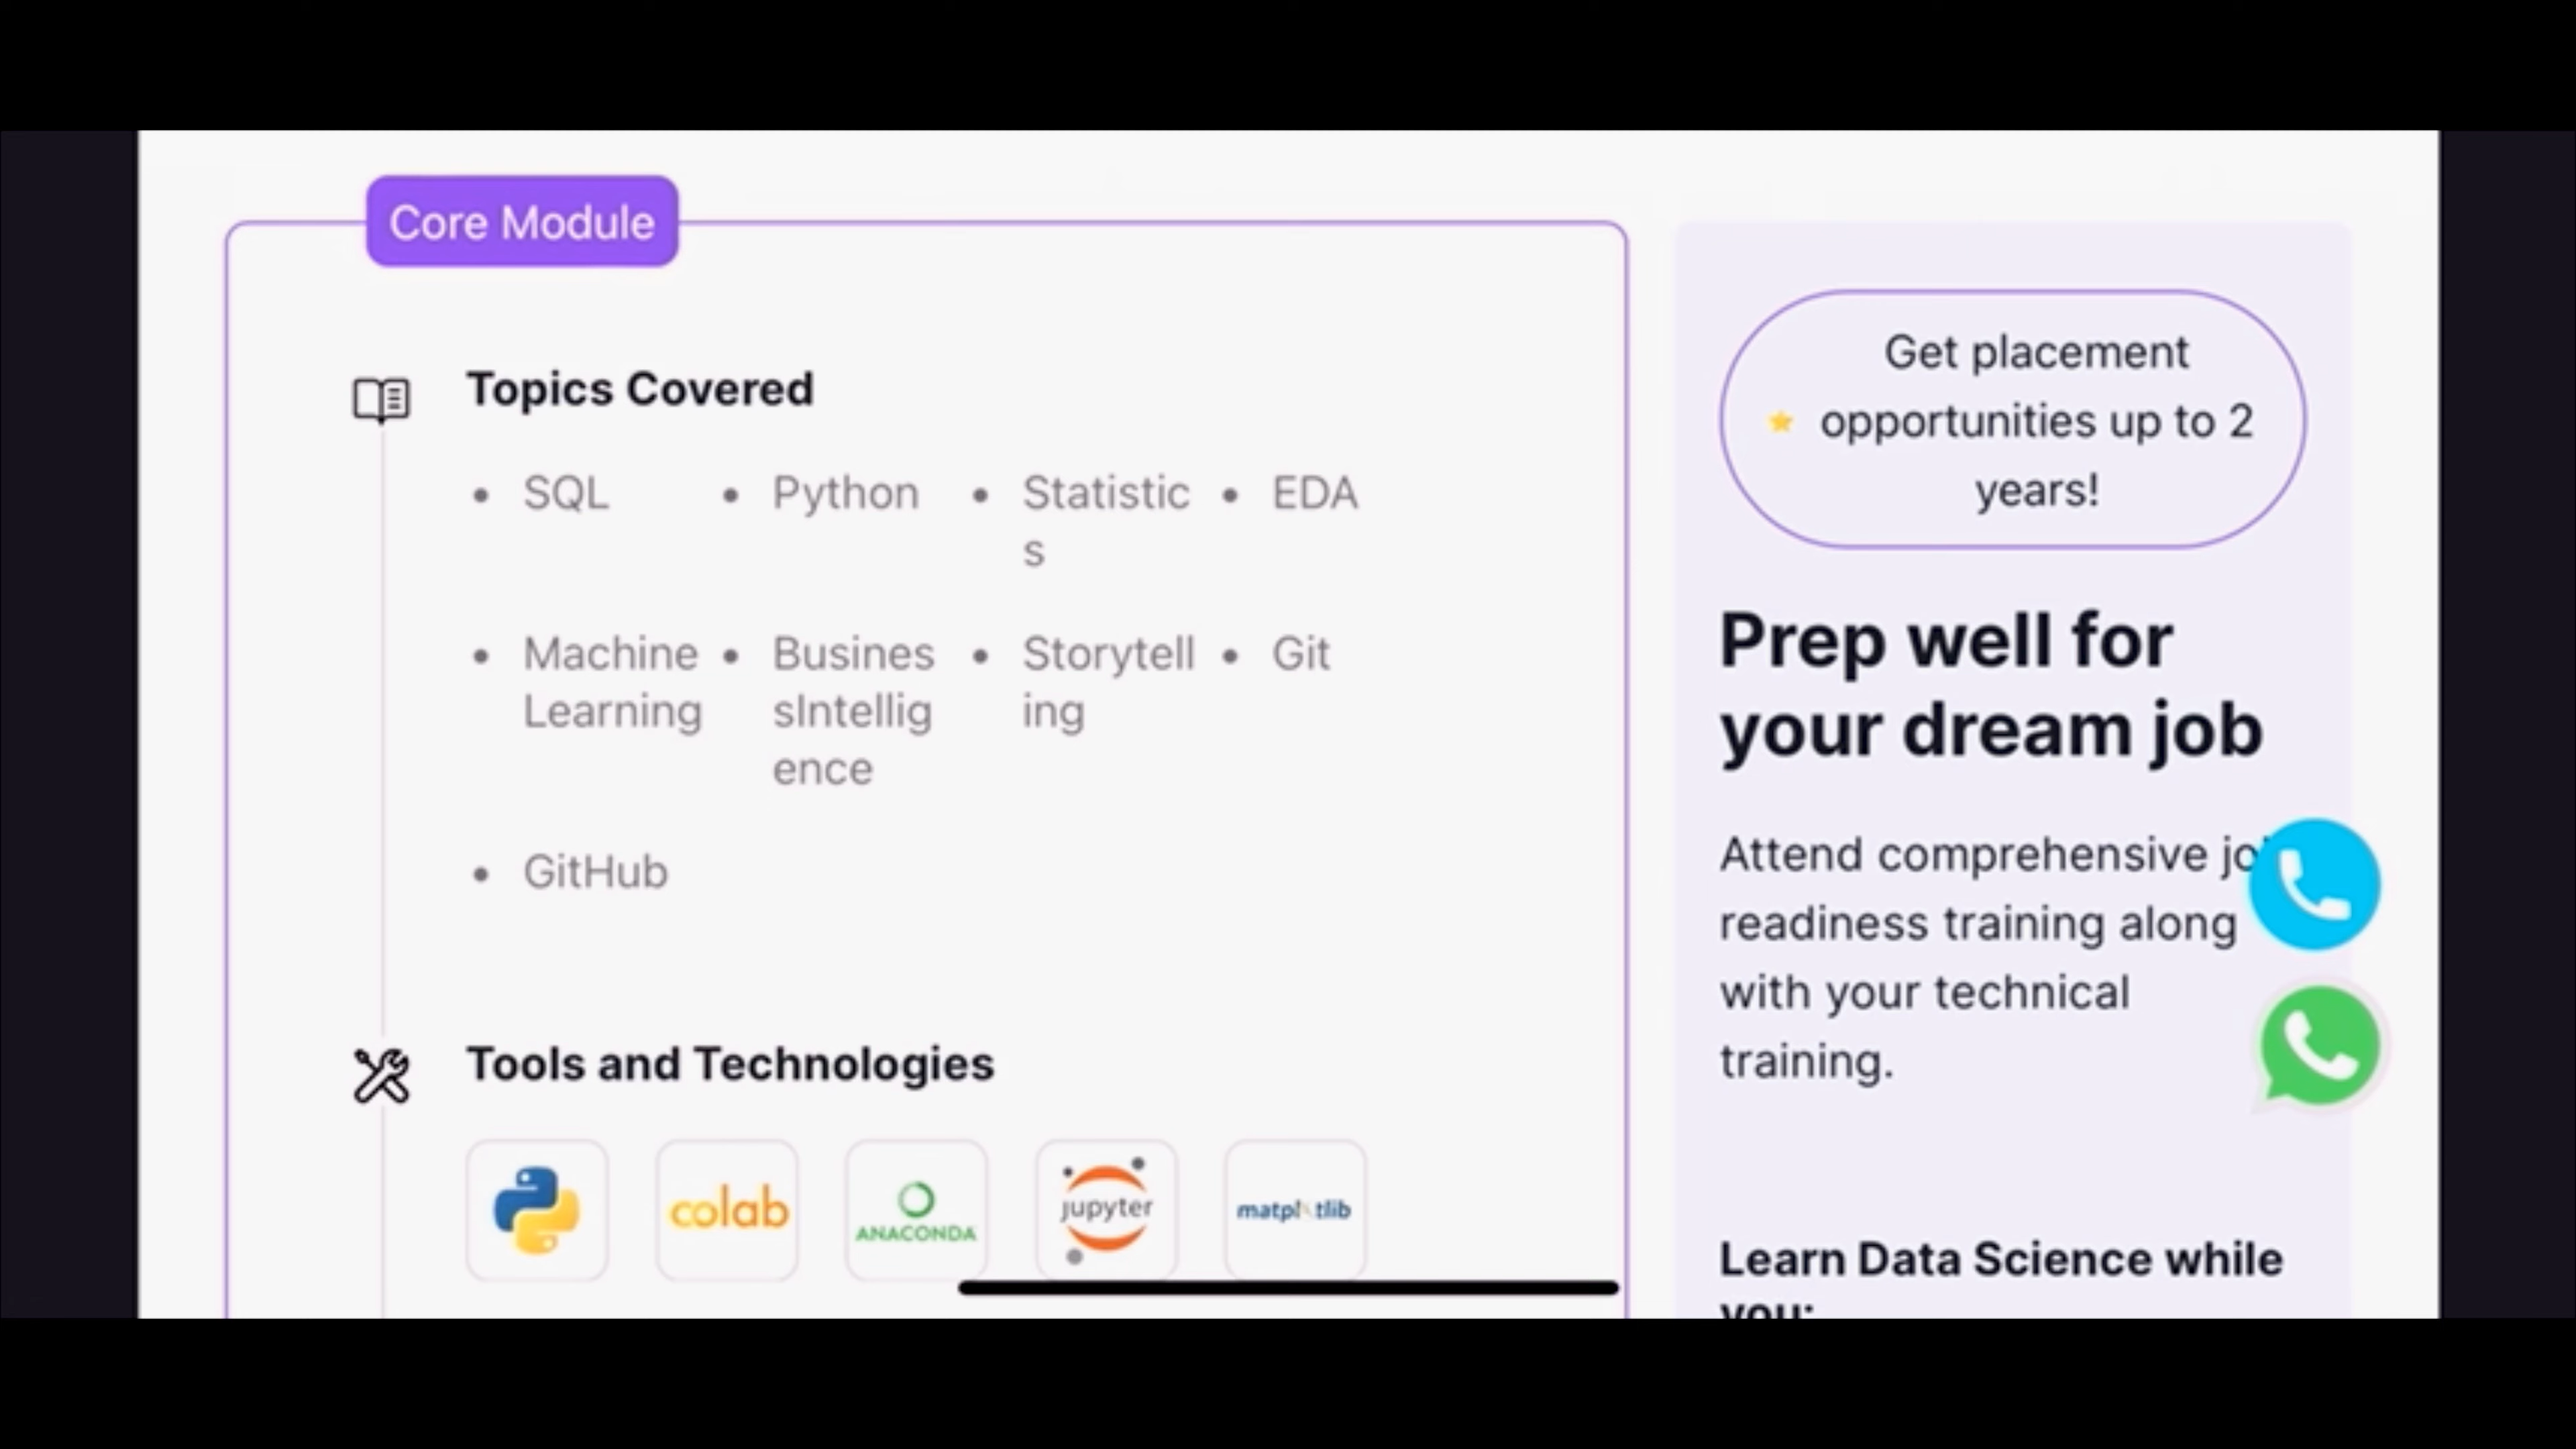 Core Module
Topics Covered
• SQL
• Python
• Statistic
s
• EDA
• Machine
Learning
• Busines
sIntellig
ence
• Storytell
ing
• Git
• GitHub
Tools and Technologies
colab
ANACONDA
jupyter
matplotlib
Get placement
opportunities up to 2
years!
Prep well for
your dream job
Attend comprehensive
readiness training along
with your technical
training.
Learn Data Science while
you: